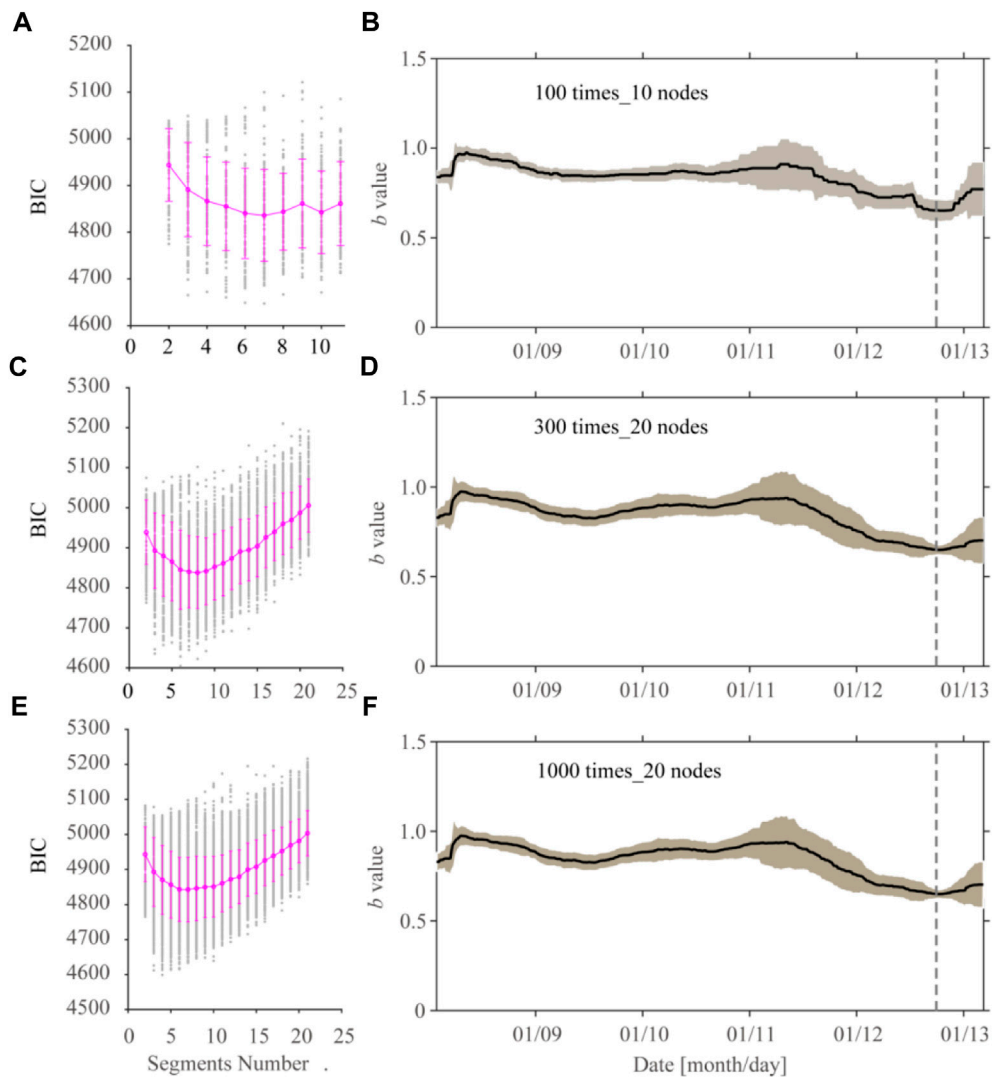 A
BIC
5200
5100
5000
4900
4800
4700
4600
0 2 4 6 8 10
B
b value
1.5
1.0
0.5
0
100 times_10 nodes
01/09 01/10 01/11 01/12 01/13
C
BIC
5300
5200
5100
5000
4900
4800
4700
4600
0 5 10 15 20 25
D
b value
1.5
1.0
0.5
0
300 times_20 nodes
01/09 01/10 01/11 01/12 01/13
E
BIC
5300
5200
5100
5000
4900
4800
4700
4600
4500
0 5 10 15 20 25
Segments Number .
F
b value
1.5
1.0
0.5
0
1000 times_20 nodes
01/09 01/10 01/11 01/12 01/13
Date [month/day]